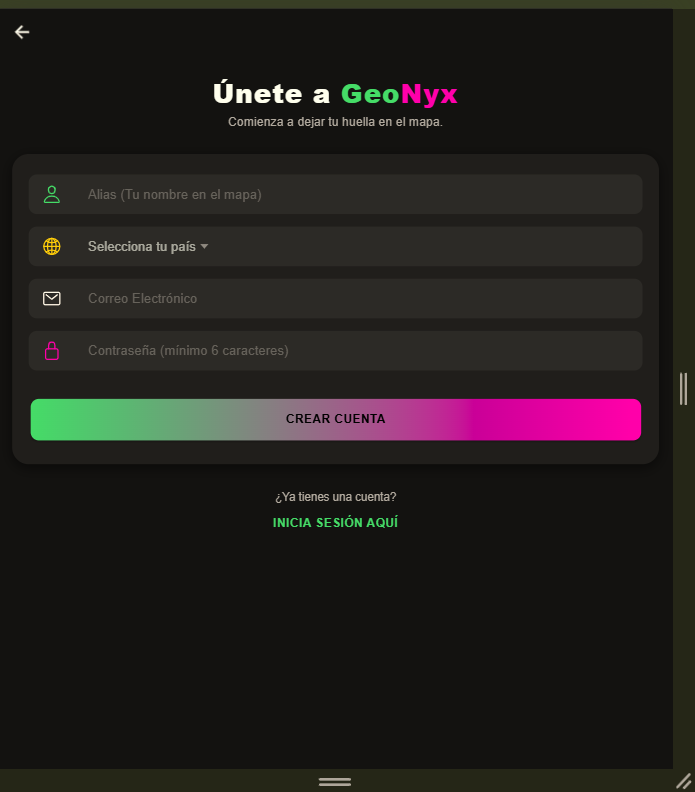 Únete a GeoNyx
Comienza a dejar tu huella en el mapa.
Alias (Tu nombre en el mapa)
Selecciona tu país
Correo Electrónico
Contraseña (mínimo 6 caracteres)
CREAR CUENTA
¿Ya tienes una cuenta?
INICIA SESIÓN AQUÍ